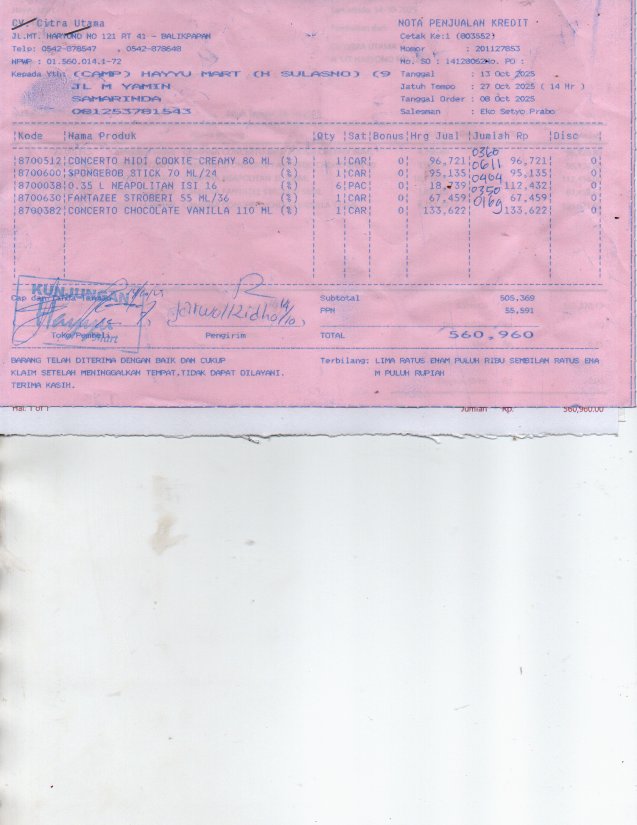 CV. Citra Utama
JL.MT. HARYONO NO 121 RT 41 - BALIKPAPAN
Telp: 0542-878547 , 0542-878648
NPWP : 01.560.014.1-72
Kepada Yth: (CAMP) HAYYU MART (H SULASNO) (9
JL M YAMIN
SAMARINDA
081253781543
NOTA PENJUALAN KREDIT
Cetak Ke:1 (803552)
Nomor : 201127853
No. SO : 1412806 No. PO :
Tanggal : 13 Oct 2025
Jatuh Tempo : 27 Oct 2025 ( 14 Hr )
Tanggal Order : 08 Oct 2025
Salesman : Eko Setyo Prabo
Kode Nama Produk Qty Sat Bonus Hrg Jual Jumlah Rp Disc
0360
8700512 CONCERTO MIDI COOKIE CREAMY 80 ML (%) 1 CAR 0 96,721 96,721 0
0611
8700600 SPONGEBOB STICK 70 ML/24 (%) 1 CAR 0 95,135 95,135 0
0404
8700038 0.35 L NEAPOLITAN ISI 16 (%) 6 PAC 0 18,739 112,432 0
0350
8700630 FANTAZEE STROBERI 55 ML/36 (%) 1 CAR 0 67,459 67,459 0
0169
8700382 CONCERTO CHOCOLATE VANILLA 110 ML (%) 1 CAR 0 133,622 133,622 0
KUNJUNGAN
Cap dan Tanda Tangan
Toko/Pembeli
Mart
Pengirim
Subtotal 505,369
PPN 55,591
TOTAL 560,960
BARANG TELAH DITERIMA DENGAN BAIK DAN CUKUP
KLAIM SETELAH MENINGGALKAN TEMPAT,TIDAK DAPAT DILAYANI.
TERIMA KASIH.
Terbilang: LIMA RATUS ENAM PULUH RIBU SEMBILAN RATUS ENA
M PULUH RUPIAH
Hal. 1 of 1 Jumlah Rp. 560,960.00